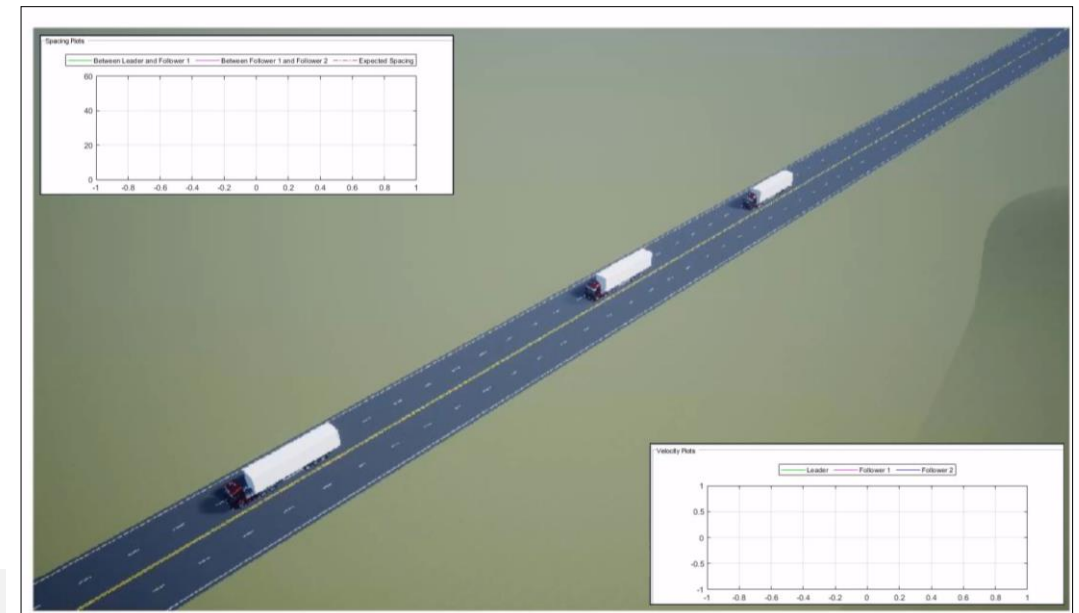 Spacing Plots
Between Leader and Follower 1 Between Follower 1 and Follower 2 Expected Spacing
60
40
20
0
-1 -0.8 -0.6 -0.4 -0.2 0 0.2 0.4 0.6 0.8 1
Velocity Plots
Leader Follower 1 Follower 2
1
0.5
0
-0.5
-1
-1 -0.8 -0.6 -0.4 -0.2 0 0.2 0.4 0.6 0.8 1